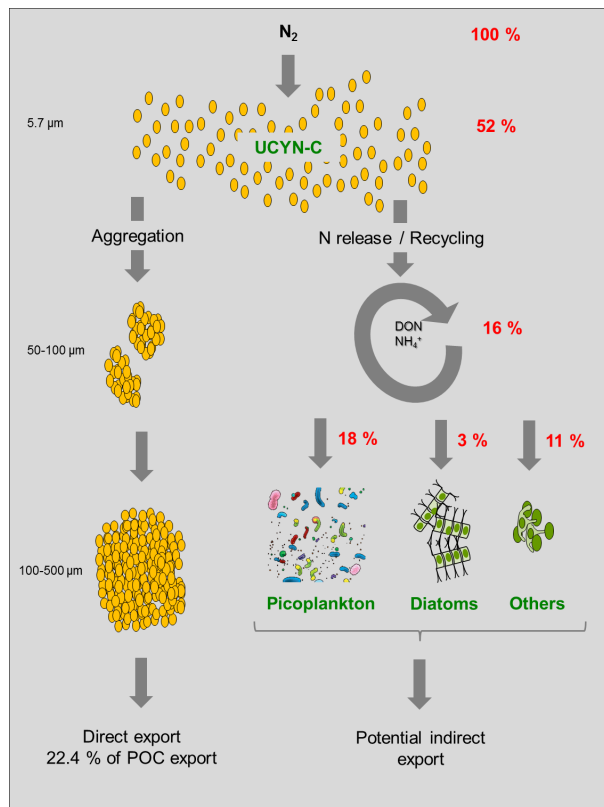 N₂
100 %
5.7 µm
52 %
UCYN-C
Aggregation
N release / Recycling
50-100 µm
DON
NH₄⁺
16 %
18 %
3 %
11 %
100-500 µm
Picoplankton
Diatoms
Others
Direct export
22.4 % of POC export
Potential indirect
export